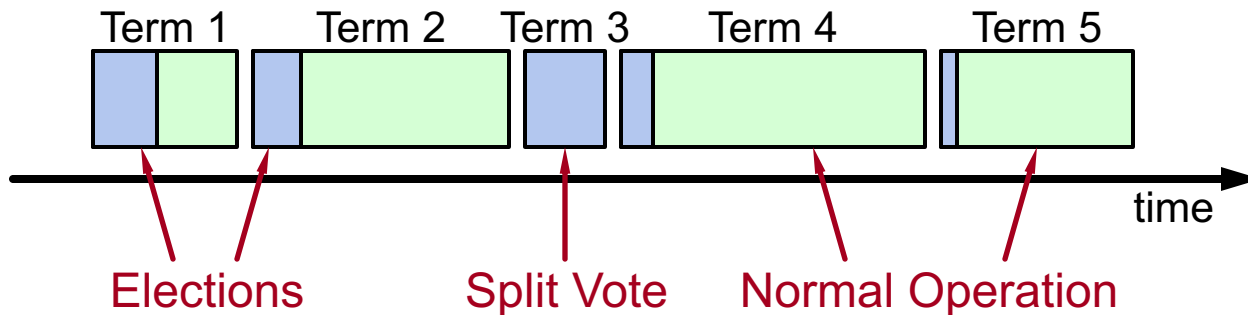 Term 1 Term 2 Term 3 Term 4 Term 5
time
Elections Split Vote Normal Operation